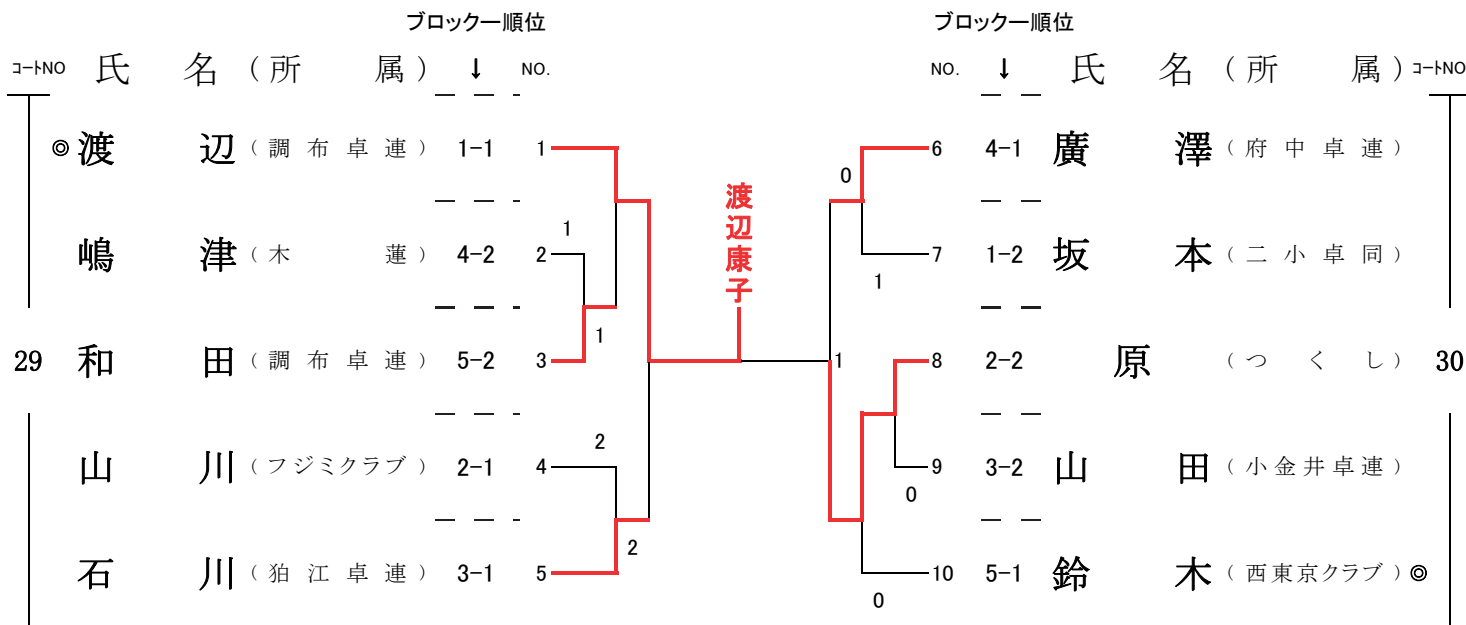 ブロックー順位 ブロックー順位
コートNO 氏 名 (所 属) ↓ NO. NO. ↓ 氏 名 (所 属) コートNO
◎ 渡 辺 (調布卓連) 1-1 1 6 4-1 廣 澤 (府中卓連)
0
渡辺康子
1
嶋 津 (木 蓮) 4-2 2 7 1-2 坂 本 (二小卓同)
1
1
29 和 田 (調布卓連) 5-2 3 1 8 2-2 原 (つくし) 30
2
山 川 (フジミクラブ) 2-1 4 9 3-2 山 田 (小金井卓連)
0
2
石 川 (狛江卓連) 3-1 5 10 5-1 鈴 木 (西東京クラブ) ◎
0